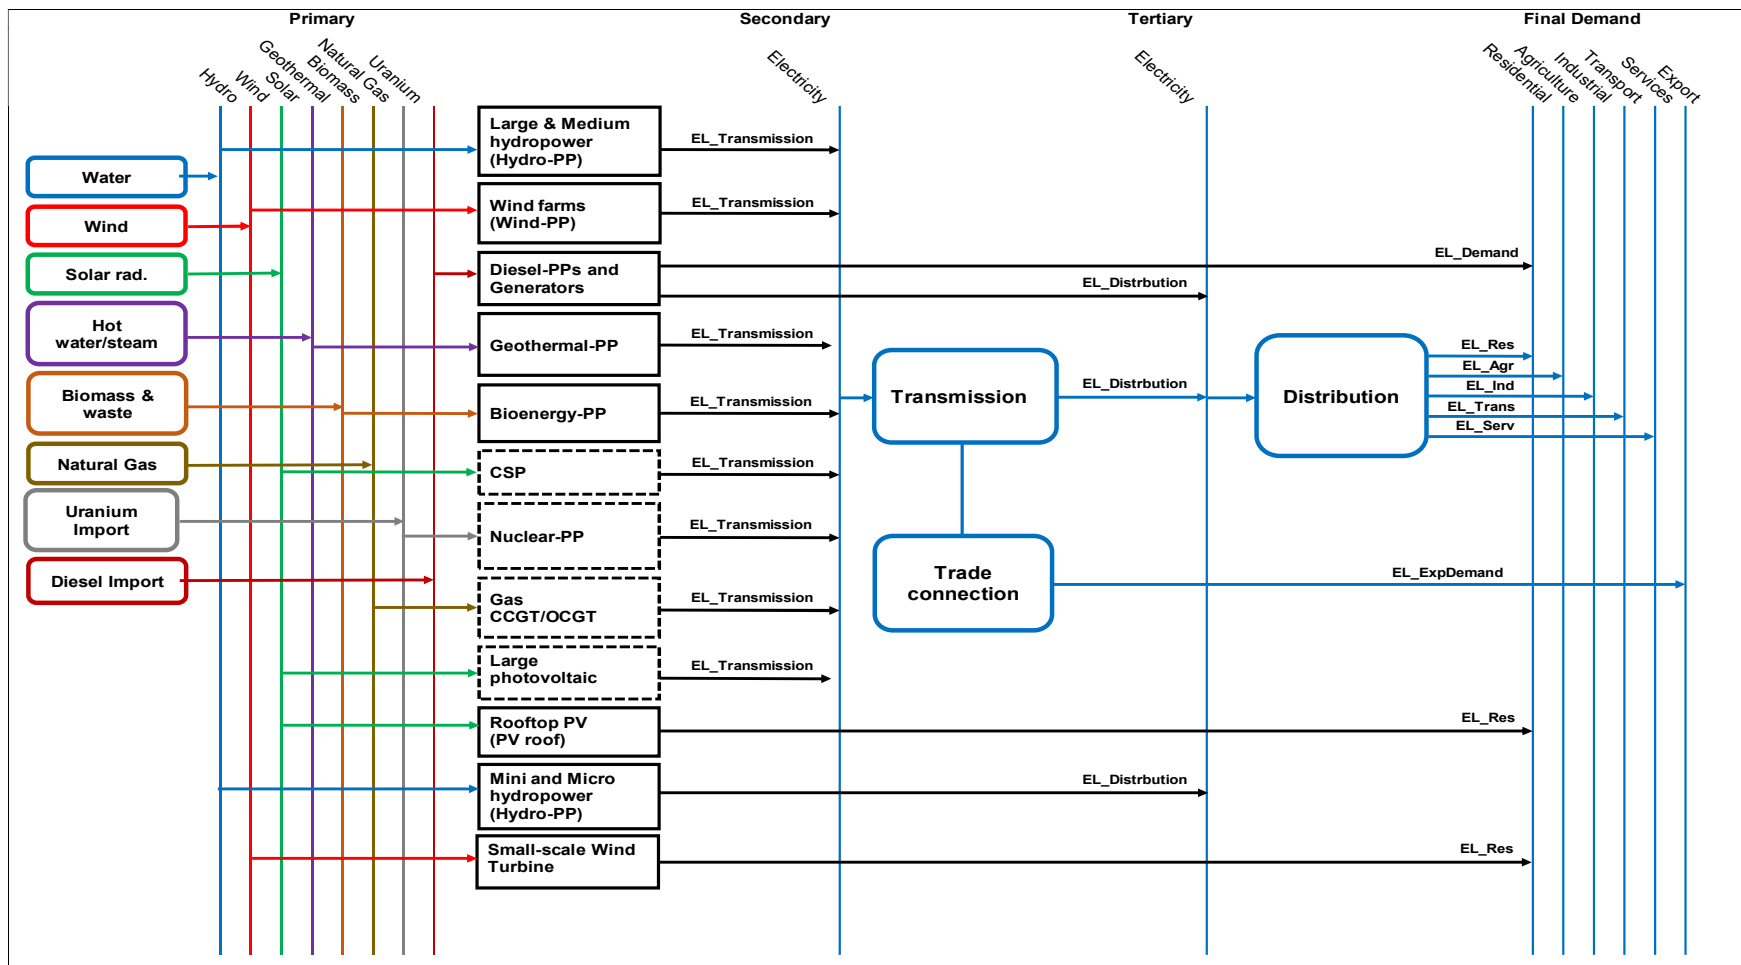 Primary
Secondary
Tertiary
Final Demand
Hydro
Wind
Solar
Geothermal
Biomass
Natural Gas
Uranium
Electricity
Electricity
Residential
Agriculture
Industrial
Transport
Services
Export
Water
Wind
Solar rad.
Hot
water/steam
Biomass &
waste
Natural Gas
Uranium
Import
Diesel Import
Large & Medium
hydropower
(Hydro-PP)
EL_Transmission
Wind farms
(Wind-PP)
EL_Transmission
Diesel-PPs and
Generators
EL_Demand
EL_Distrbution
Geothermal-PP
EL_Transmission
Bioenergy-PP
EL_Transmission
CSP
EL_Transmission
Nuclear-PP
EL_Transmission
Gas
CCGT/OCGT
EL_Transmission
Large
photovoltaic
EL_Transmission
Rooftop PV
(PV roof)
EL_Res
Mini and Micro
hydropower
(Hydro-PP)
EL_Distrbution
Small-scale Wind
Turbine
EL_Res
Transmission
EL_Distrbution
Distribution
EL_Res
EL_Agr
EL_Ind
EL_Trans
EL_Serv
Trade
connection
EL_ExpDemand